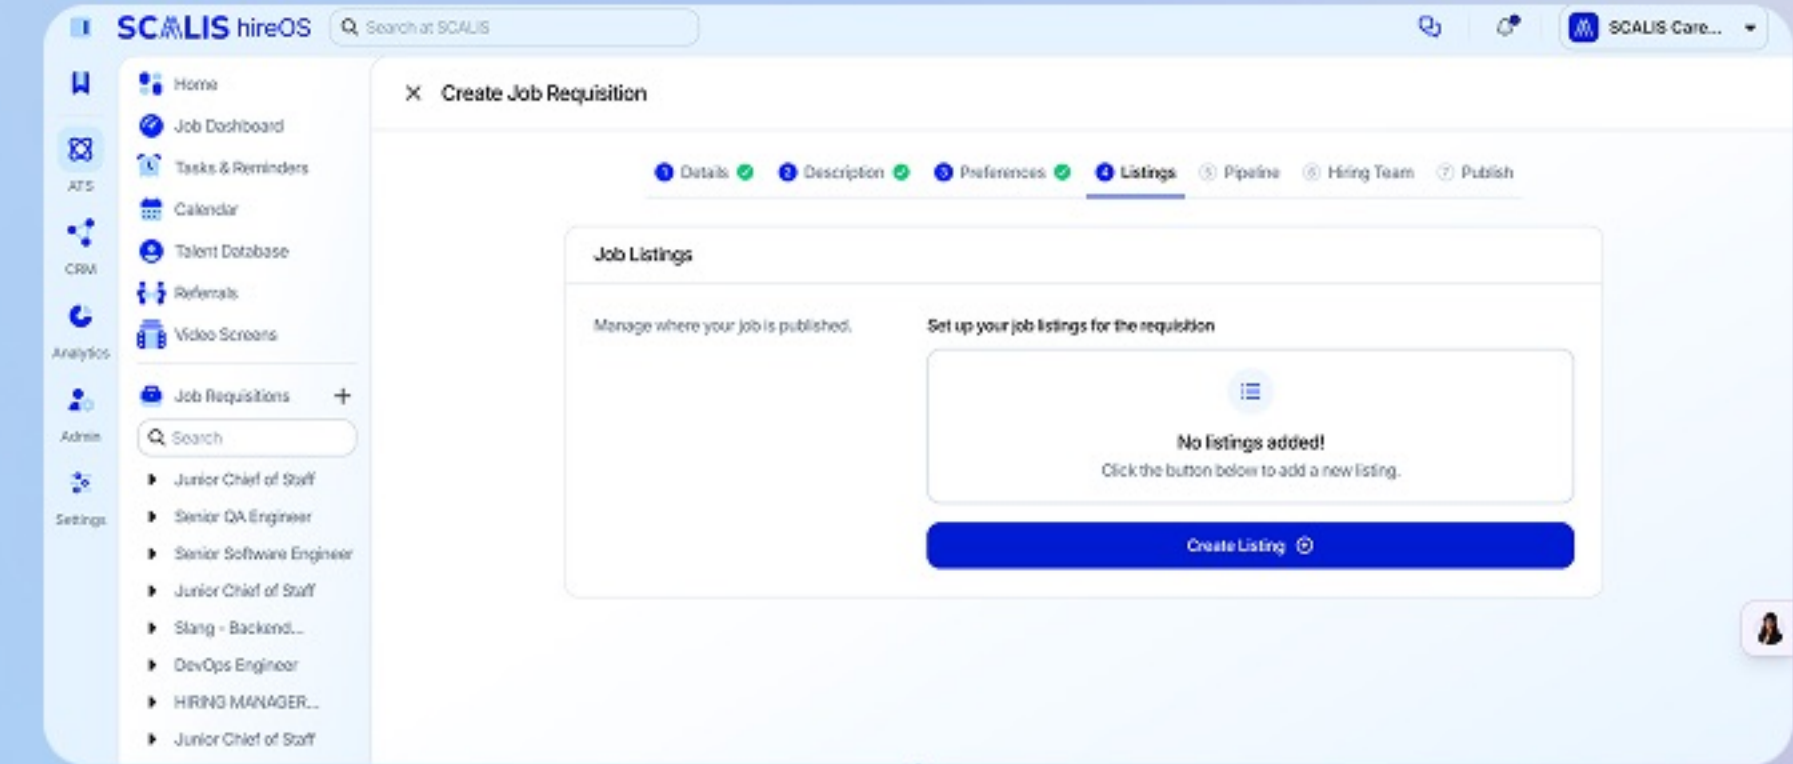 SCALIS hireOS
Search at SCALIS
SCALIS Care...
ATS
CRM
Analytics
Admin
Settings
Home
Job Dashboard
Tasks & Reminders
Calendar
Talent Database
Referrals
Video Screens
Job Requisitions
Search
Junior Chief of Staff
Senior QA Engineer
Senior Software Engineer
Junior Chief of Staff
Slang - Backend...
DevOps Engineer
HIRING MANAGER...
Junior Chief of Staff
Create Job Requisition
1 Details 2 Description 3 Preferences 4 Listings 5 Pipeline 6 Hiring Team 7 Publish
Job Listings
Manage where your job is published.
Set up your job listings for the requisition
No listings added!
Click the button below to add a new listing.
Create Listing